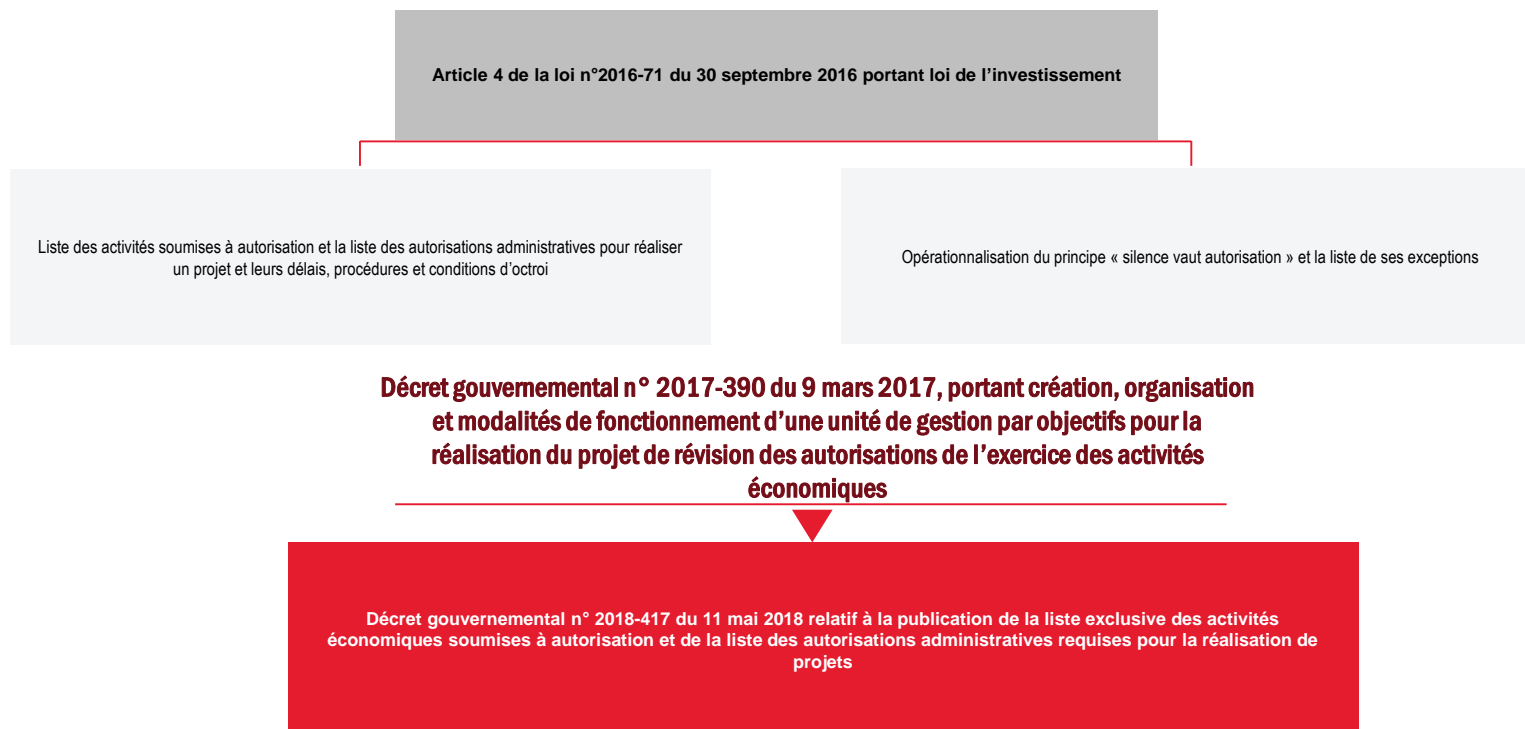 Article 4 de la loi n°2016-71 du 30 septembre 2016 portant loi de l’investissement
Liste des activités soumises à autorisation et la liste des autorisations administratives pour réaliser
un projet et leurs délais, procédures et conditions d’octroi
Opérationnalisation du principe « silence vaut autorisation » et la liste de ses exceptions
Décret gouvernemental n° 2017-390 du 9 mars 2017, portant création, organisation
et modalités de fonctionnement d’une unité de gestion par objectifs pour la
réalisation du projet de révision des autorisations de l’exercice des activités
économiques
Décret gouvernemental n° 2018-417 du 11 mai 2018 relatif à la publication de la liste exclusive des activités
économiques soumises à autorisation et de la liste des autorisations administratives requises pour la réalisation de
projets